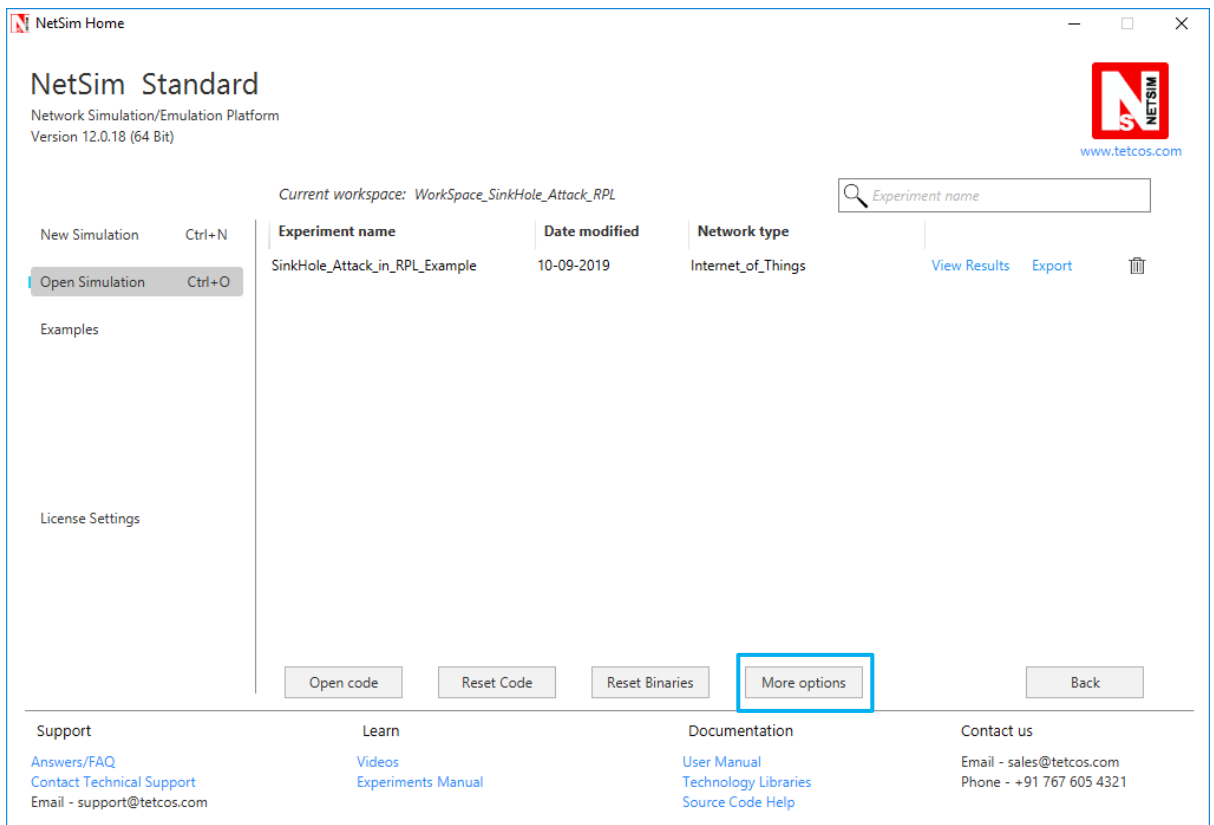 NetSim Home
NetSim Standard
Network Simulation/Emulation Platform
Version 12.0.18 (64 Bit)
N
S
NETSIM
www.tetcos.com
Current workspace: WorkSpace_SinkHole_Attack_RPL
Experiment name
New Simulation Ctrl+N
Open Simulation Ctrl+O
Examples
License Settings
Experiment name Date modified Network type
SinkHole_Attack_in_RPL_Example 10-09-2019 Internet_of_Things View Results Export
Open code Reset Code Reset Binaries More options Back
Support
Answers/FAQ
Contact Technical Support
Email - support@tetcos.com
Learn
Videos
Experiments Manual
Documentation
User Manual
Technology Libraries
Source Code Help
Contact us
Email - sales@tetcos.com
Phone - +91 767 605 4321